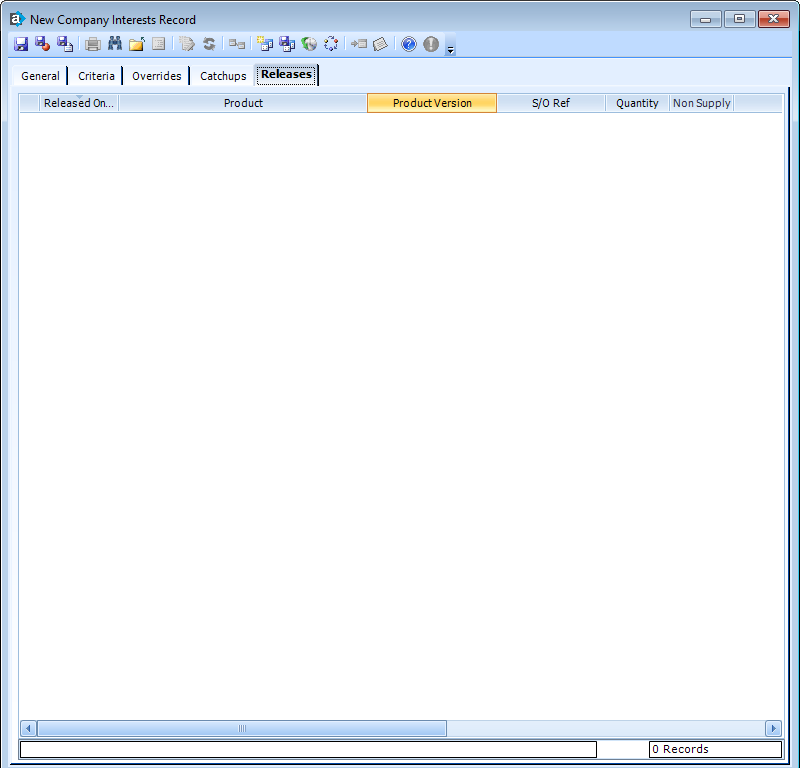 New Company Interests Record
General Criteria Overrides Catchups Releases
Released On... Product Product Version S/O Ref Quantity Non Supply
0 Records